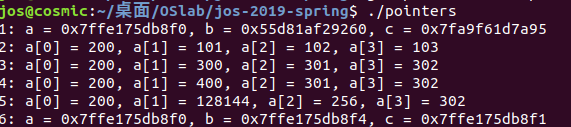 jos@cosmic:~/桌面/OSlab/jos-2019-spring$ ./pointers
1: a = 0x7ffe175db8f0, b = 0x55d81af29260, c = 0x7fa9f61d7a95
2: a[0] = 200, a[1] = 101, a[2] = 102, a[3] = 103
3: a[0] = 200, a[1] = 300, a[2] = 301, a[3] = 302
4: a[0] = 200, a[1] = 400, a[2] = 301, a[3] = 302
5: a[0] = 200, a[1] = 128144, a[2] = 256, a[3] = 302
6: a = 0x7ffe175db8f0, b = 0x7ffe175db8f4, c = 0x7ffe175db8f1